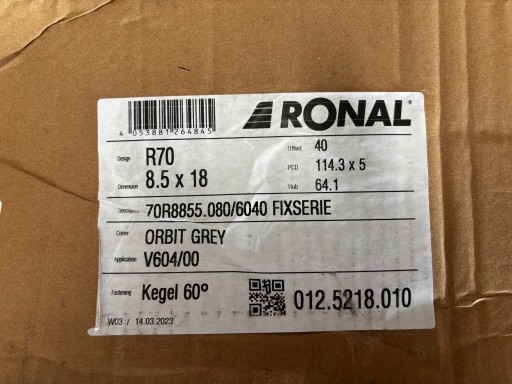 RONAL
4 053881 264845
Design R70
Offset 40
Dimension 8.5 x 18
PCD 114.3 x 5
Hub 64.1
Description 70R8855.080/6040 FIXSERIE
Colour ORBIT GREY
Application V604/00
Fastening Kegel 60° 012.5218.010
W03 / 14.03.2023